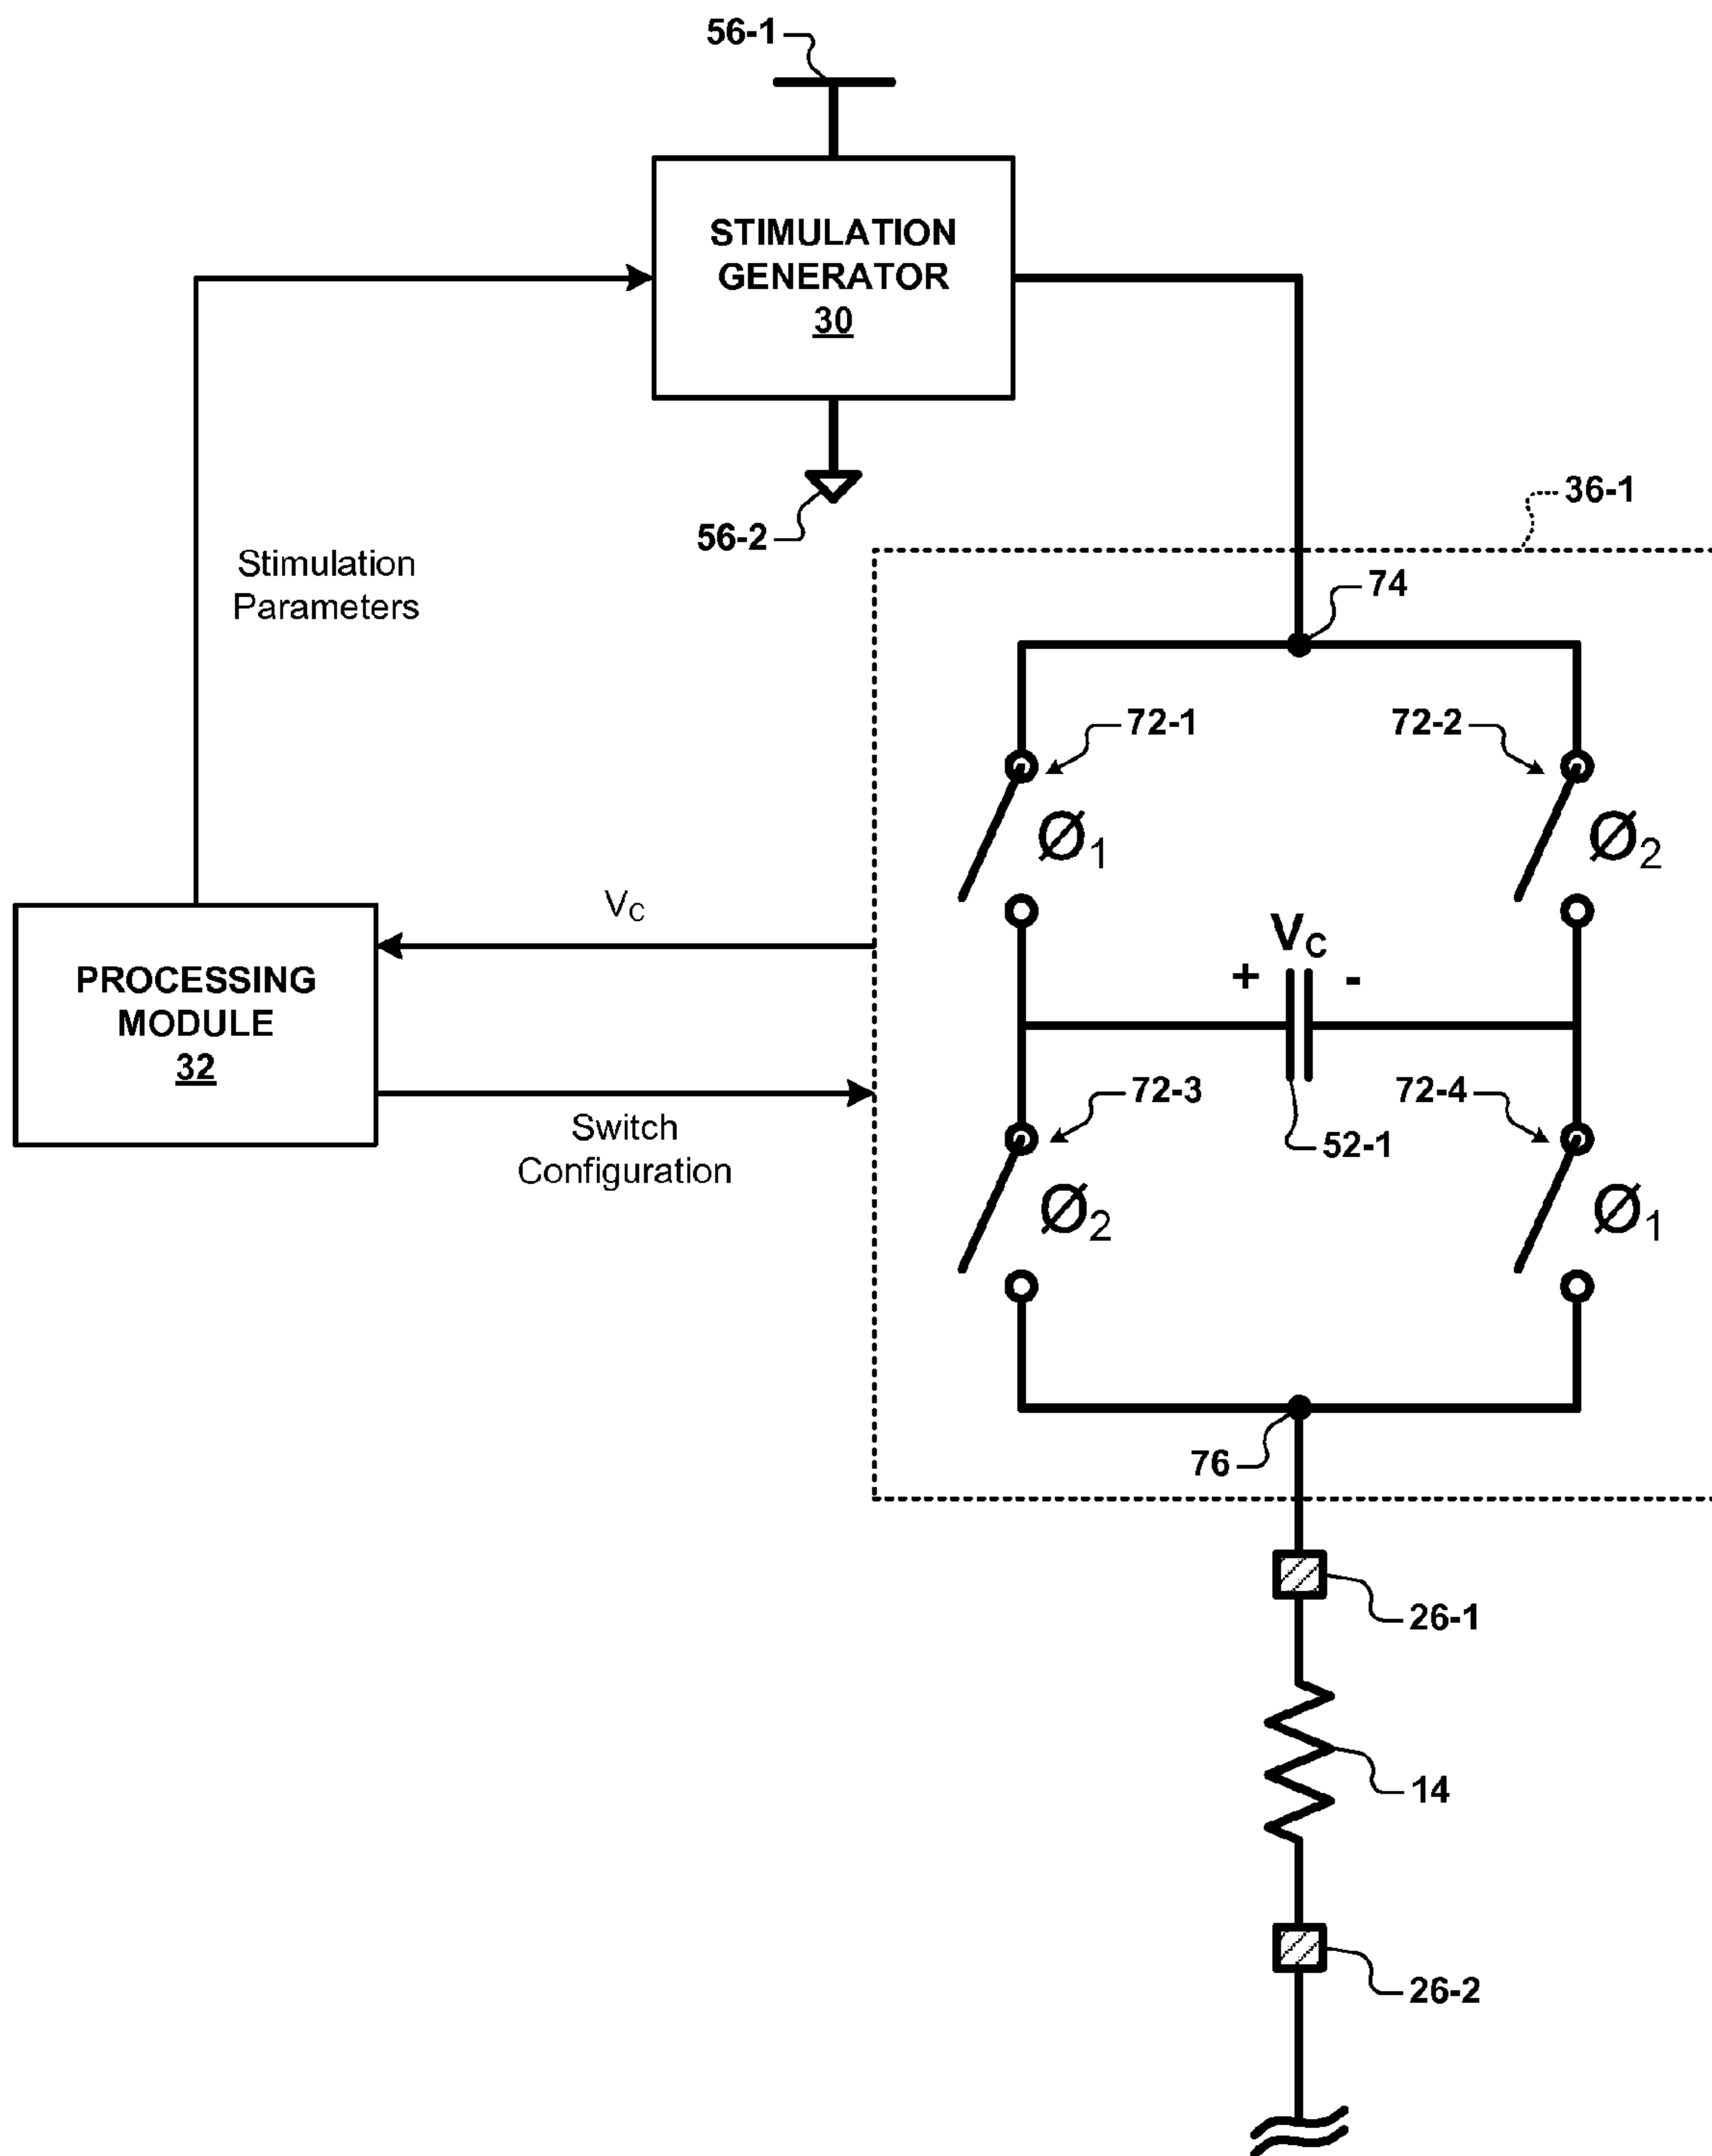 56-1
STIMULATION
GENERATOR
30
56-2
36-1
Stimulation
Parameters
74
72-1
72-2
Ø1
Ø2
VC
PROCESSING
MODULE
32
VC
+ -
Switch
Configuration
72-3
72-4
52-1
Ø2
Ø1
76
26-1
14
26-2